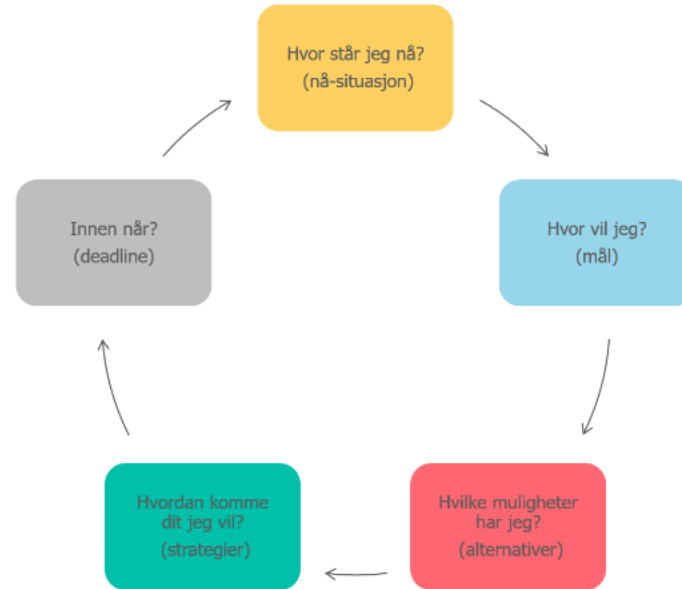 Hvor står jeg nå?
(nå-situasjon)
Hvor vil jeg?
(mål)
Hvilke muligheter
har jeg?
(alternativer)
Hvordan komme
dit jeg vil?
(strategier)
Innen når?
(deadline)